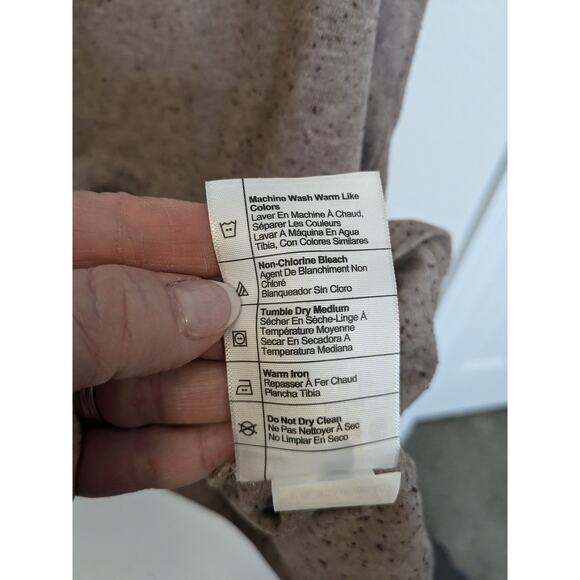 Machine Wash Warm Like
Colors
Laver En Machine À Chaud,
Séparer Les Couleurs
Lavar A Máquina En Agua
Tibia, Con Colores Similares
Non-Chlorine Bleach
Agent De Blanchiment Non
Chloré
Blanqueador Sin Cloro
Tumble Dry Medium
Sécher En Sèche-Linge À
Température Moyenne
Secar En Secadora A
Temperatura Mediana
Warm Iron
Repasser À Fer Chaud
Plancha Tibia
Do Not Dry Clean
Ne Pas Nettoyer À Sec
No Limpiar En Seco